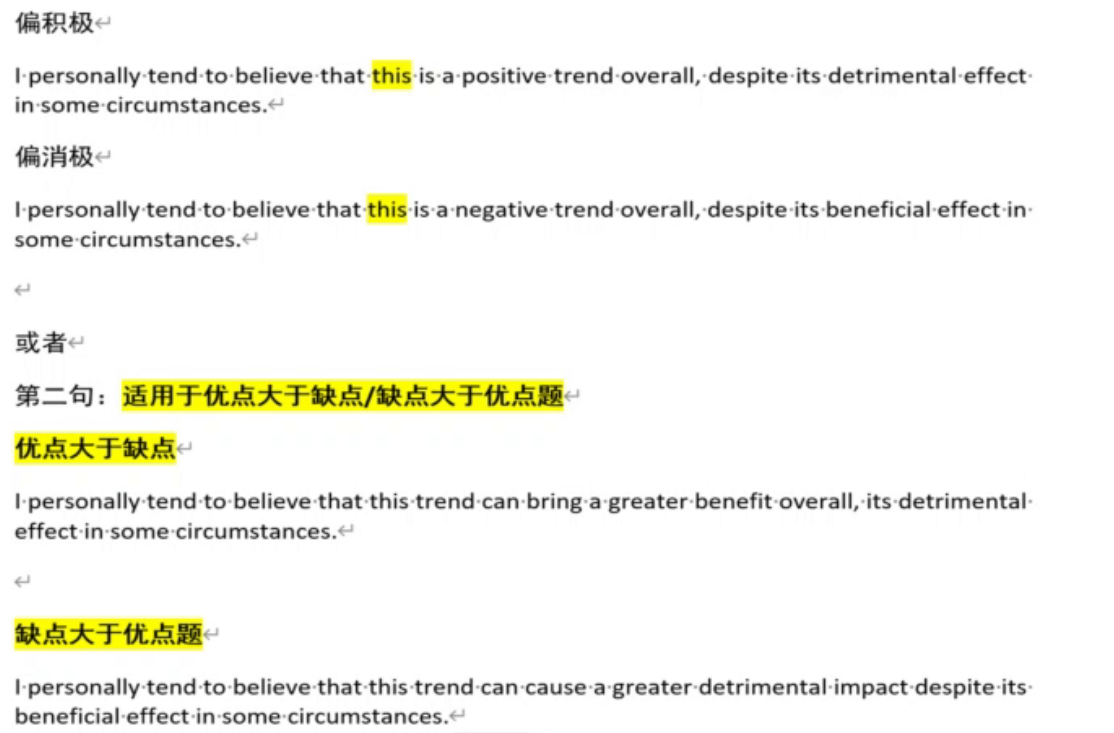 偏积极
I personally tend to believe that this is a positive trend overall, despite its detrimental effect
in some circumstances.
偏消极
I personally tend to believe that this is a negative trend overall, despite its beneficial effect in
some circumstances.
或者
第二句：适用于优点大于缺点/缺点大于优点题
优点大于缺点
I personally tend to believe that this trend can bring a greater benefit overall, its detrimental
effect in some circumstances.
缺点大于优点题
I personally tend to believe that this trend can cause a greater detrimental impact despite its
beneficial effect in some circumstances.